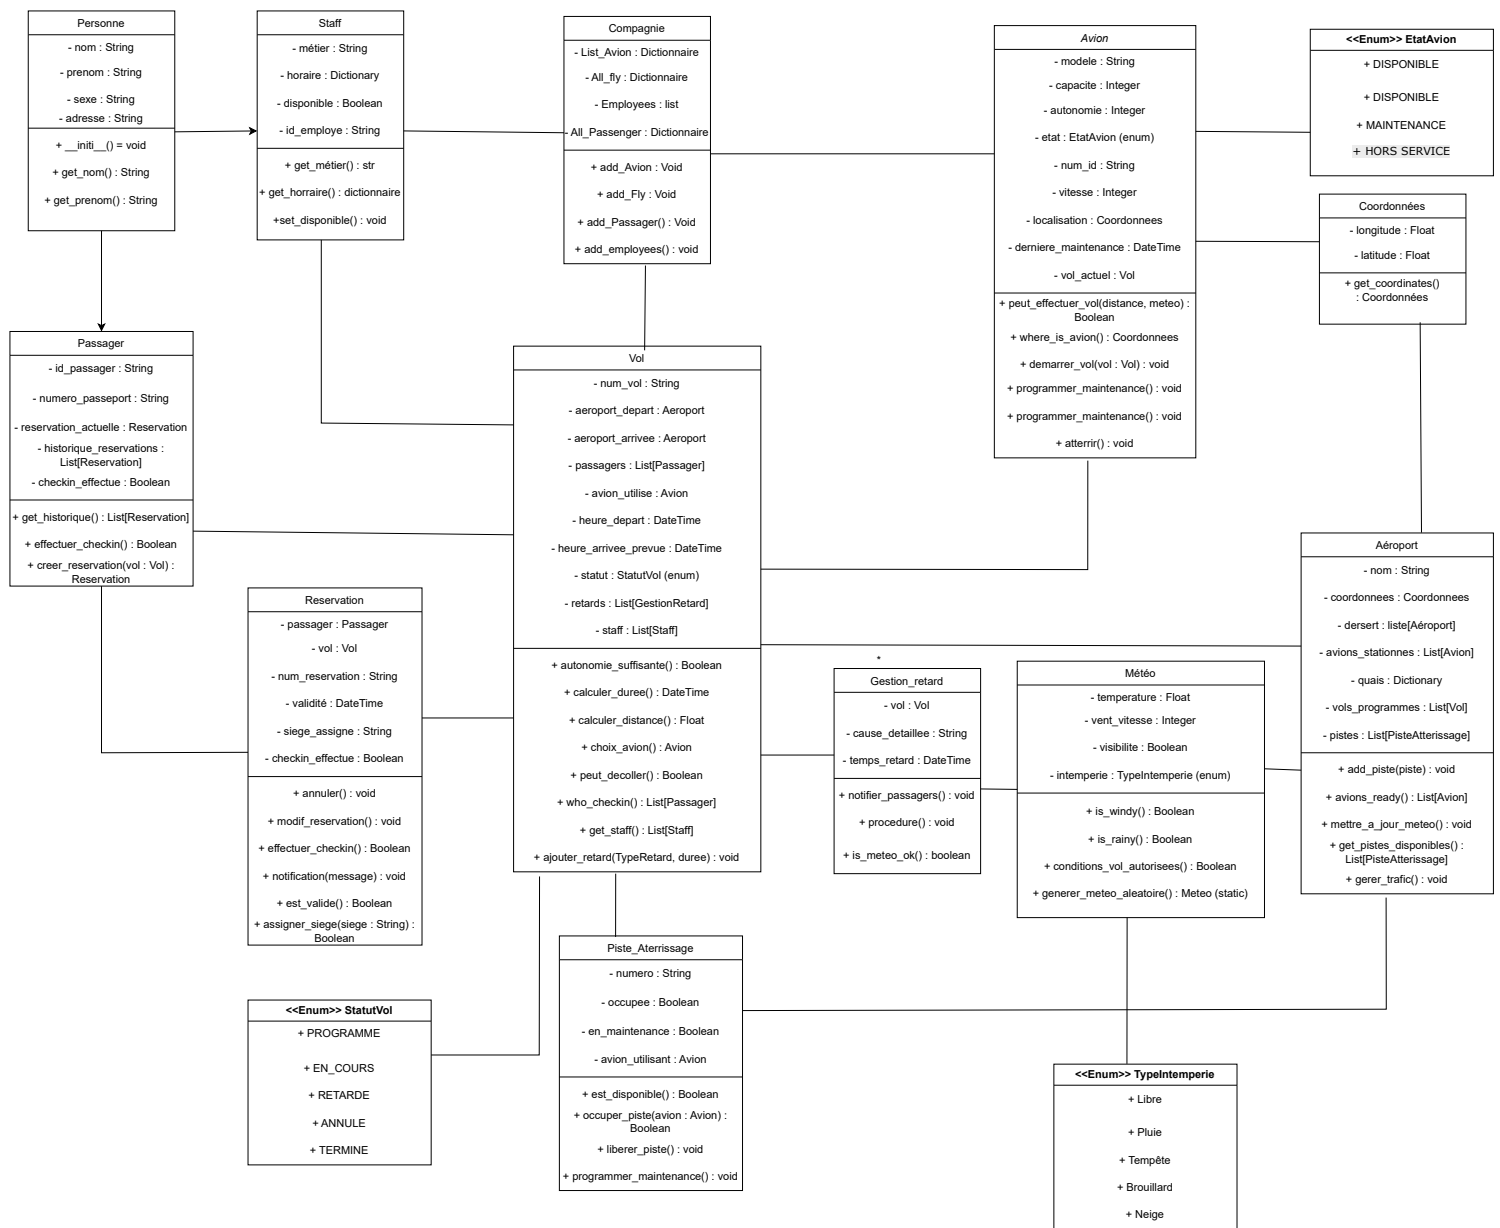 Personne
- nom : String
- prenom : String
- sexe : String
- adresse : String
+ __initi__() = void
+ get_nom() : String
+ get_prenom() : String
Staff
- métier : String
- horaire : Dictionary
- disponible : Boolean
- id_employe : String
+ get_métier() : str
+ get_horraire() : dictionnaire
+set_disponible() : void
Compagnie
- List_Avion : Dictionnaire
- All_fly : Dictionnaire
- Employees : list
- All_Passenger : Dictionnaire
+ add_Avion : Void
+ add_Fly : Void
+ add_Passager() : Void
+ add_employees() : void
Avion
- modele : String
- capacite : Integer
- autonomie : Integer
- etat : EtatAvion (enum)
- num_id : String
- vitesse : Integer
- localisation : Coordonnees
- derniere_maintenance : DateTime
- vol_actuel : Vol
+ peut_effectuer_vol(distance, meteo) :
Boolean
+ where_is_avion() : Coordonnees
+ demarrer_vol(vol : Vol) : void
+ programmer_maintenance() : void
+ programmer_maintenance() : void
+ atterrir() : void
<<Enum>> EtatAvion
+ DISPONIBLE
+ DISPONIBLE
+ MAINTENANCE
+ HORS SERVICE
Coordonnées
- longitude : Float
- latitude : Float
+ get_coordinates()
: Coordonnées
Passager
- id_passager : String
- numero_passeport : String
- reservation_actuelle : Reservation
- historique_reservations :
List[Reservation]
- checkin_effectue : Boolean
+ get_historique() : List[Reservation]
+ effectuer_checkin() : Boolean
+ creer_reservation(vol : Vol) :
Reservation
Vol
- num_vol : String
- aeroport_depart : Aeroport
- aeroport_arrivee : Aeroport
- passagers : List[Passager]
- avion_utilise : Avion
- heure_depart : DateTime
- heure_arrivee_prevue : DateTime
- statut : StatutVol (enum)
- retards : List[GestionRetard]
- staff : List[Staff]
+ autonomie_suffisante() : Boolean
+ calculer_duree() : DateTime
+ calculer_distance() : Float
+ choix_avion() : Avion
+ peut_decoller() : Boolean
+ who_checkin() : List[Passager]
+ get_staff() : List[Staff]
+ ajouter_retard(TypeRetard, duree) : void
Reservation
- passager : Passager
- vol : Vol
- num_reservation : String
- validité : DateTime
- siege_assigne : String
- checkin_effectue : Boolean
+ annuler() : void
+ modif_reservation() : void
+ effectuer_checkin() : Boolean
+ notification(message) : void
+ est_valide() : Boolean
+ assigner_siege(siege : String) :
Boolean
*
Gestion_retard
- vol : Vol
- cause_detaillee : String
- temps_retard : DateTime
+ notifier_passagers() : void
+ procedure() : void
+ is_meteo_ok() : boolean
Météo
- temperature : Float
- vent_vitesse : Integer
- visibilite : Boolean
- intemperie : TypeIntemperie (enum)
+ is_windy() : Boolean
+ is_rainy() : Boolean
+ conditions_vol_autorisees() : Boolean
+ generer_meteo_aleatoire() : Meteo (static)
Aéroport
- nom : String
- coordonnees : Coordonnees
- dersert : liste[Aéroport]
- avions_stationnes : List[Avion]
- quais : Dictionary
- vols_programmes : List[Vol]
- pistes : List[PisteAtterissage]
+ add_piste(piste) : void
+ avions_ready() : List[Avion]
+ mettre_a_jour_meteo() : void
+ get_pistes_disponibles() :
List[PisteAtterissage]
+ gerer_trafic() : void
Piste_Aterrissage
- numero : String
- occupee : Boolean
- en_maintenance : Boolean
- avion_utilisant : Avion
+ est_disponible() : Boolean
+ occuper_piste(avion : Avion) :
Boolean
+ liberer_piste() : void
+ programmer_maintenance() : void
<<Enum>> StatutVol
+ PROGRAMME
+ EN_COURS
+ RETARDE
+ ANNULE
+ TERMINE
<<Enum>> TypeIntemperie
+ Libre
+ Pluie
+ Tempête
+ Brouillard
+ Neige